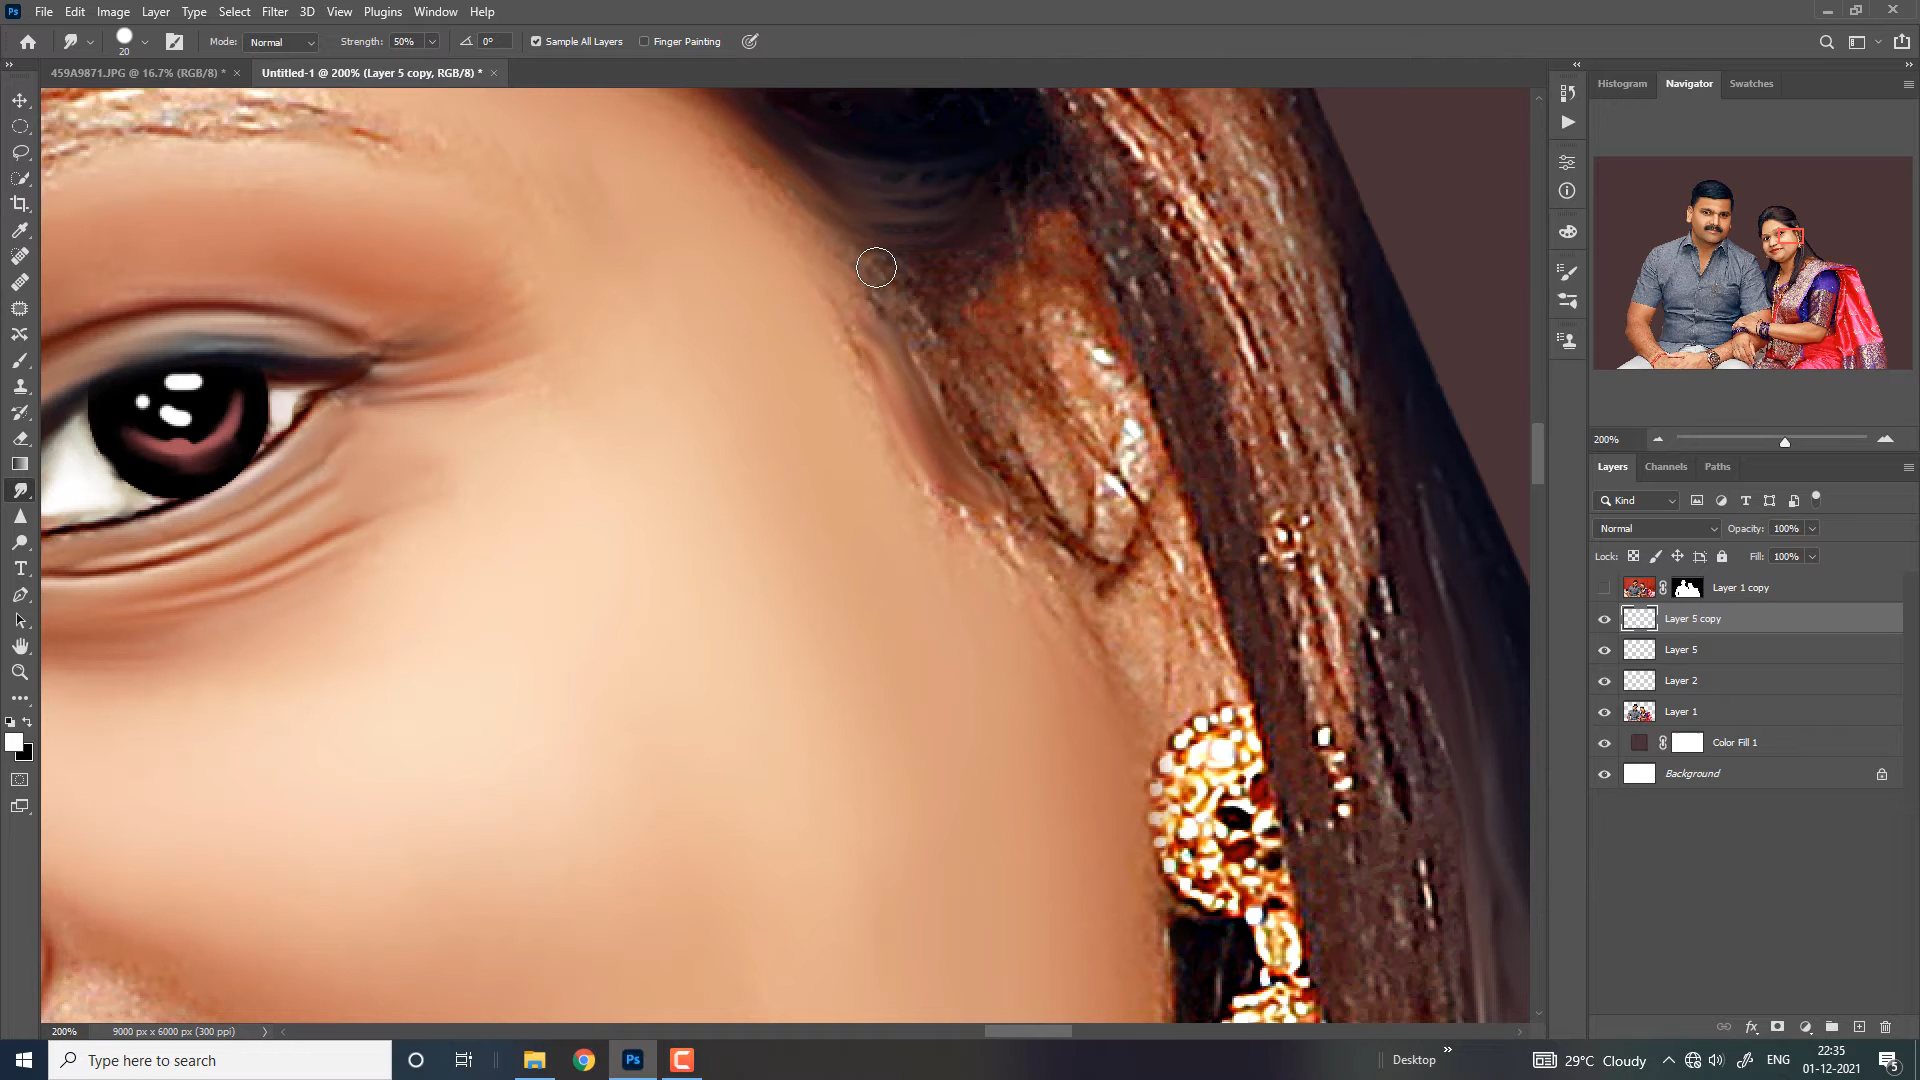 Ps File Edit Image Layer Type Select Filter 3D View Plugins Window Help
20 Mode: Normal Strength: 50% 0° Sample All Layers Finger Painting
459A9871.JPG @ 16.7% (RGB/8) * × Untitled-1 @ 200% (Layer 5 copy, RGB/8) * ×
Histogram Navigator Swatches
200%
Layers Channels Paths
Kind
Normal Opacity: 100%
Lock: Fill: 100%
Layer 1 copy
Layer 5 copy
Layer 5
Layer 2
Layer 1
Color Fill 1
Background
200% 9000 px x 6000 px (300 ppi)
Type here to search
Ps
Desktop
29°C Cloudy
ENG
22:35
01-12-2021
5